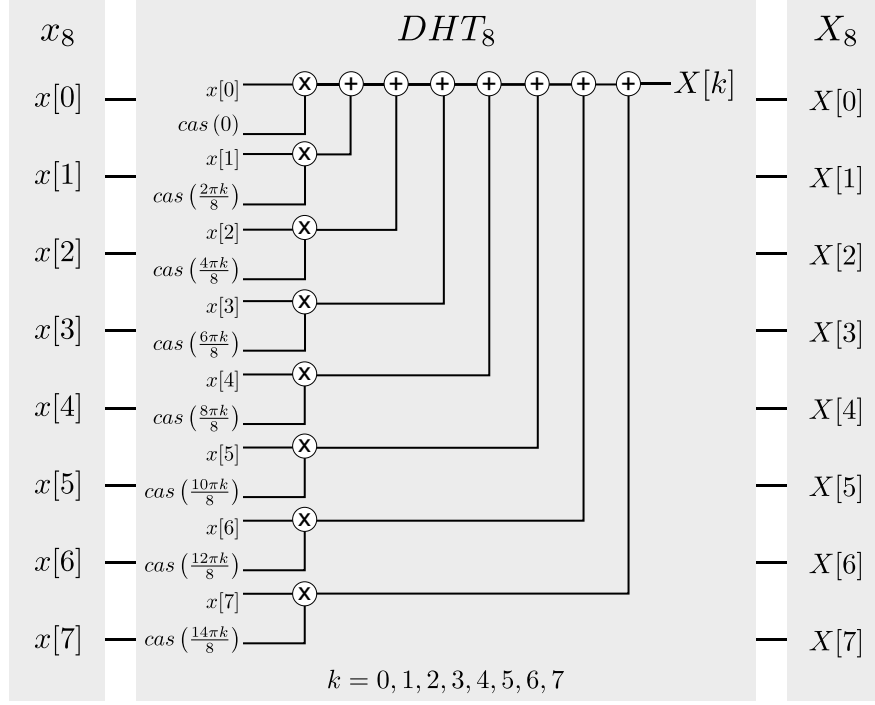 x_8 DHT_8 X_8
x[0] x[0] X[k] X[0]
cas(0)
x[1] x[1] X[1]
cas(2πk/8)
x[2] x[2] X[2]
cas(4πk/8)
x[3] x[3] X[3]
cas(6πk/8)
x[4] x[4] X[4]
cas(8πk/8)
x[5] x[5] X[5]
cas(10πk/8)
x[6] x[6] X[6]
cas(12πk/8)
x[7] x[7] X[7]
cas(14πk/8)
k = 0, 1, 2, 3, 4, 5, 6, 7